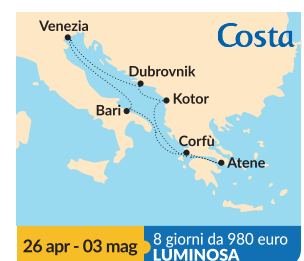 Venezia
Costa
Dubrovnik
Kotor
Bari
Corfù
Atene
26 apr - 03 mag
8 giorni da 980 euro
LUMINOSA